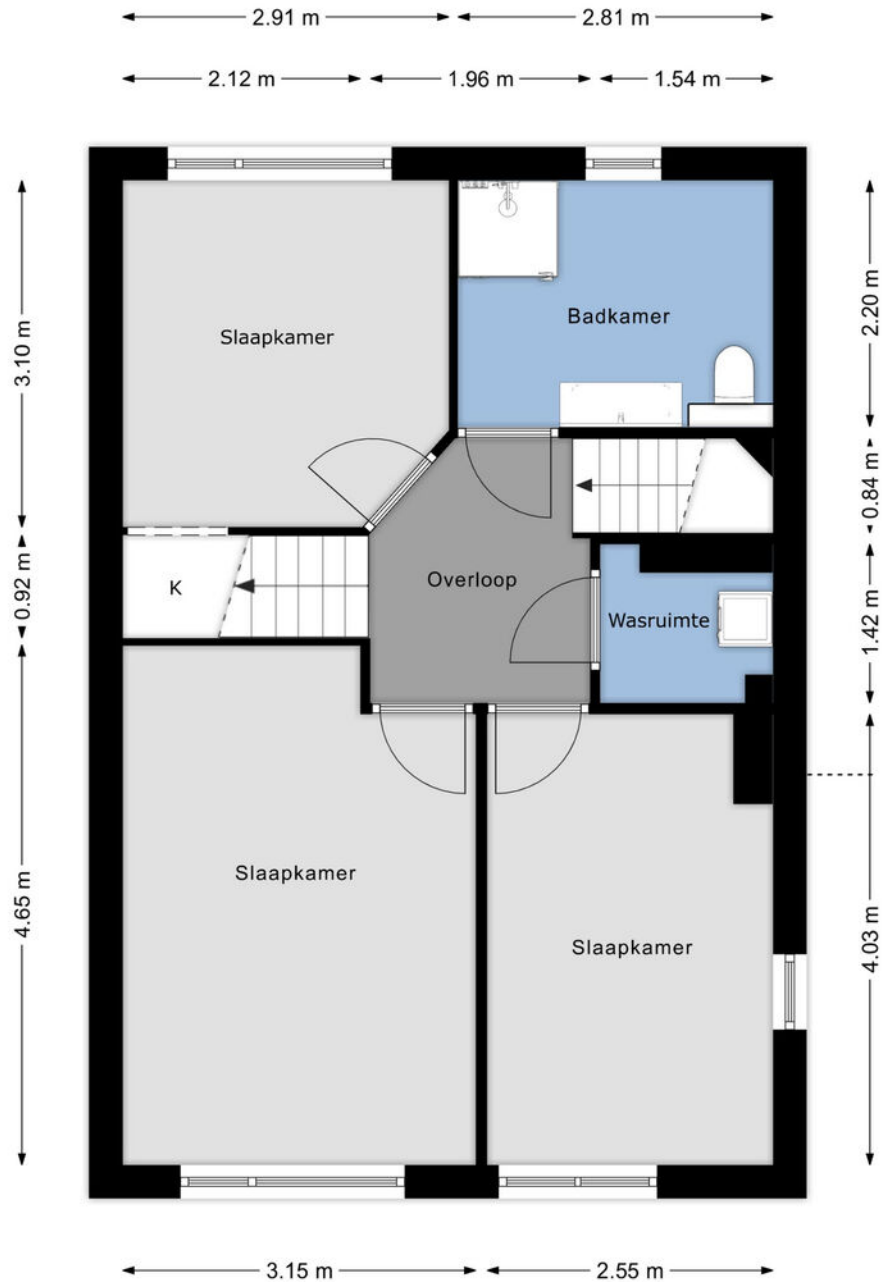 2.91 m
2.81 m
2.12 m
1.96 m
1.54 m
3.10 m
2.20 m
Slaapkamer
Badkamer
0.84 m
0.92 m
K
Overloop
Wasruimte
1.42 m
4.65 m
Slaapkamer
Slaapkamer
4.03 m
3.15 m
2.55 m